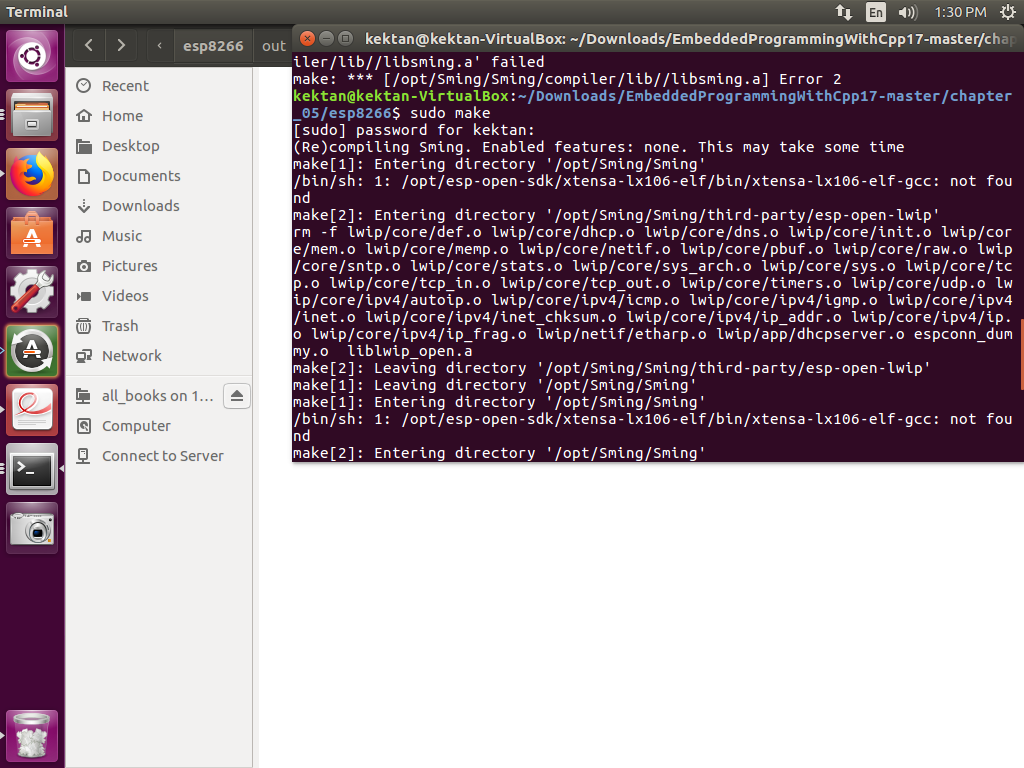 Terminal
En
1:30 PM
esp8266
out
kektan@kektan-VirtualBox: ~/Downloads/EmbeddedProgrammingWithCpp17-master/chap
Recent
Home
Desktop
Documents
Downloads
Music
Pictures
Videos
Trash
Network
all_books on 1...
Computer
Connect to Server
iler/lib//libsming.a' failed
make: *** [/opt/Sming/Sming/compiler/lib//libsming.a] Error 2
kektan@kektan-VirtualBox:~/Downloads/EmbeddedProgrammingWithCpp17-master/chapter
_05/esp8266$ sudo make
[sudo] password for kektan:
(Re)compiling Sming. Enabled features: none. This may take some time
make[1]: Entering directory '/opt/Sming/Sming'
/bin/sh: 1: /opt/esp-open-sdk/xtensa-lx106-elf/bin/xtensa-lx106-elf-gcc: not fou
nd
make[2]: Entering directory '/opt/Sming/Sming/third-party/esp-open-lwip'
rm -f lwip/core/def.o lwip/core/dhcp.o lwip/core/dns.o lwip/core/init.o lwip/cor
e/mem.o lwip/core/memp.o lwip/core/netif.o lwip/core/pbuf.o lwip/core/raw.o lwip
/core/sntp.o lwip/core/stats.o lwip/core/sys_arch.o lwip/core/sys.o lwip/core/tc
p.o lwip/core/tcp_in.o lwip/core/tcp_out.o lwip/core/timers.o lwip/core/udp.o lw
ip/core/ipv4/autoip.o lwip/core/ipv4/icmp.o lwip/core/ipv4/igmp.o lwip/core/ipv4
/inet.o lwip/core/ipv4/inet_chksum.o lwip/core/ipv4/ip_addr.o lwip/core/ipv4/ip.
o lwip/core/ipv4/ip_frag.o lwip/netif/etharp.o lwip/app/dhcpserver.o espconn_dum
my.o  liblwip_open.a
make[2]: Leaving directory '/opt/Sming/Sming/third-party/esp-open-lwip'
make[1]: Leaving directory '/opt/Sming/Sming'
make[1]: Entering directory '/opt/Sming/Sming'
/bin/sh: 1: /opt/esp-open-sdk/xtensa-lx106-elf/bin/xtensa-lx106-elf-gcc: not fou
nd
make[2]: Entering directory '/opt/Sming/Sming'